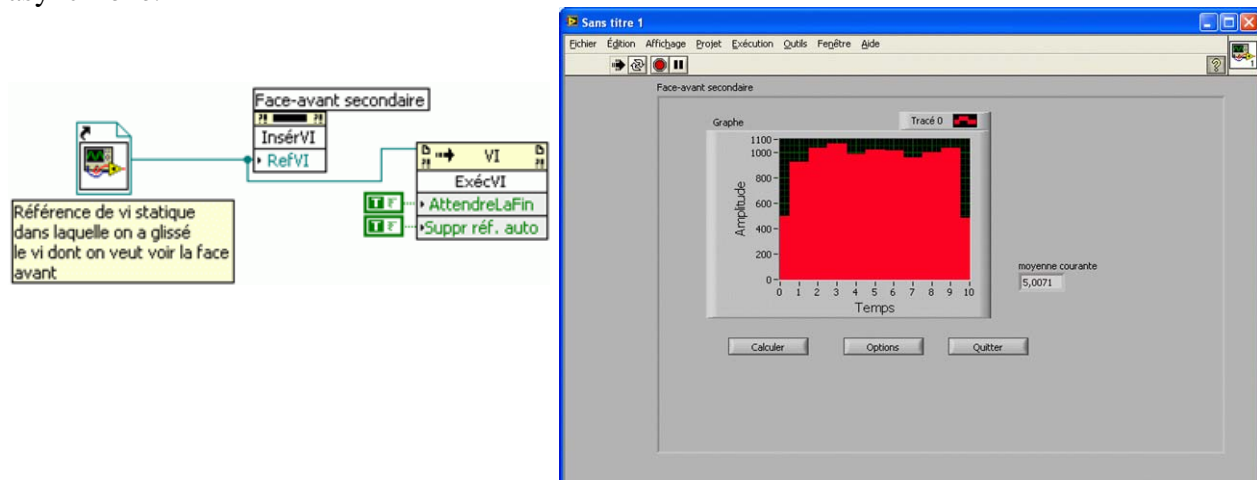 Face-avant secondaire
InsérVI
RefVI
VI
ExécVI
AttendreLaFin
Suppr réf. auto
T F
T F
Référence de vi statique
dans laquelle on a glissé
le vi dont on veut voir la face
avant
Sans titre 1
Fichier Édition Affichage Projet Exécution Outils Fenêtre Aide
1
Face-avant secondaire
Graphe
Tracé 0
Amplitude
1100
1000
800
600
400
200
0
0 1 2 3 4 5 6 7 8 9 10
Temps
moyenne courante
5,0071
Calculer Options Quitter